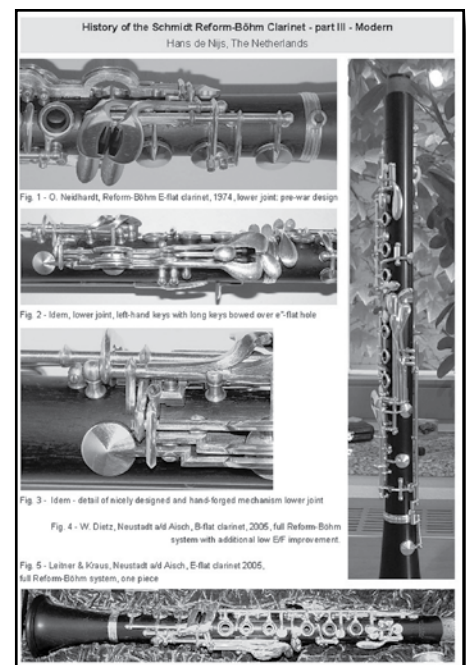 History of the Schmidt Reform-Böhm Clarinet - part III - Modern
Hans de Nijs, The Netherlands
Fig. 1 - O. Neidhardt, Reform-Böhm E-flat clarinet, 1974, lower joint: pre-war design
Fig. 2 - Idem, lower joint, left-hand keys with long keys bowed over e"-flat hole
Fig. 3 - Idem - detail of nicely designed and hand-forged mechanism lower joint
Fig. 4 - W. Dietz, Neustadt a/d Aisch, B-flat clarinet, 2005, full Reform-Böhm
system with additional low E/F improvement.
Fig. 5 - Leitner & Kraus, Neustadt a/d Aisch, E-flat clarinet 2005,
full Reform-Böhm system, one piece